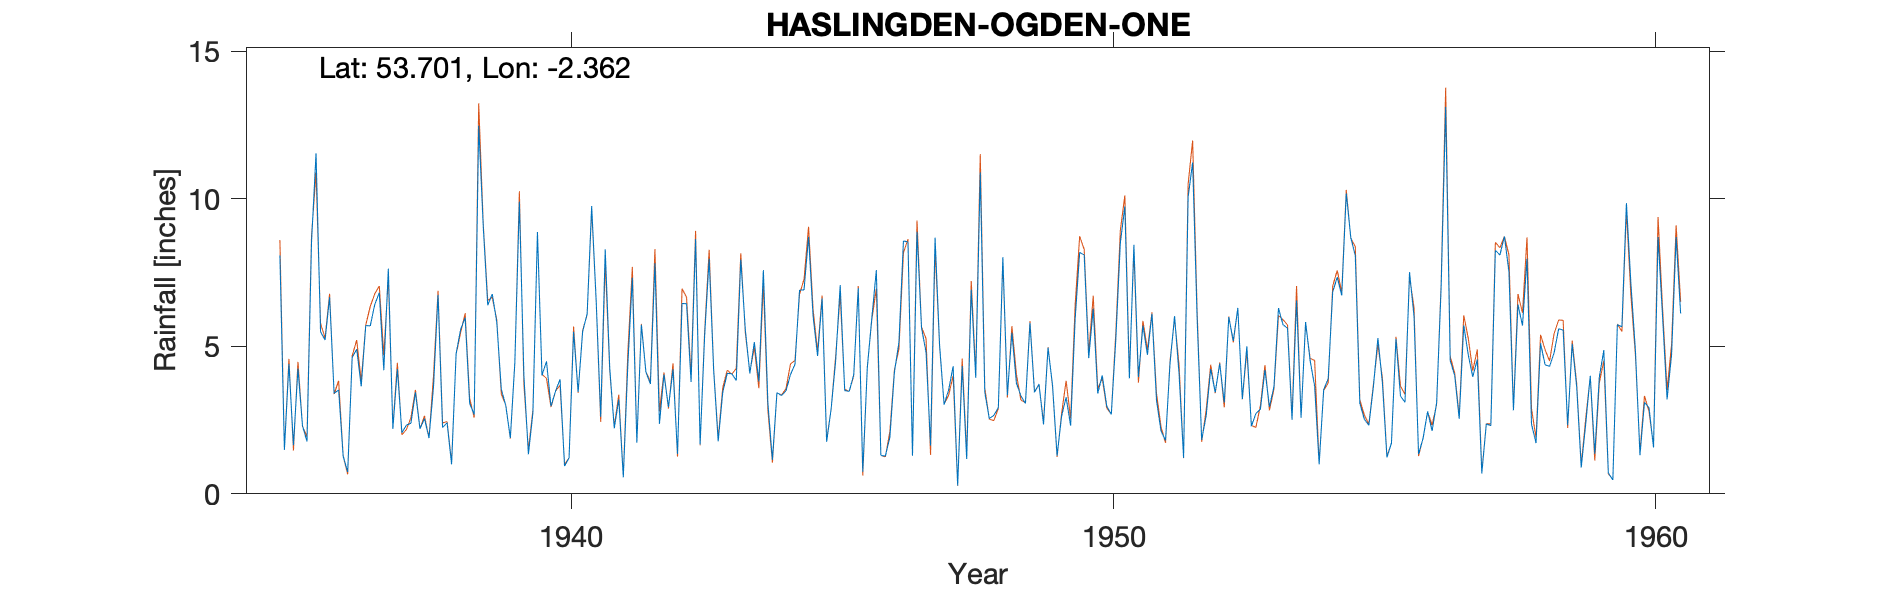 HASLINGDEN-OGDEN-ONE
Lat: 53.701, Lon: -2.362
Rainfall [inches]
15
10
5
0
1940 1950 1960
Year